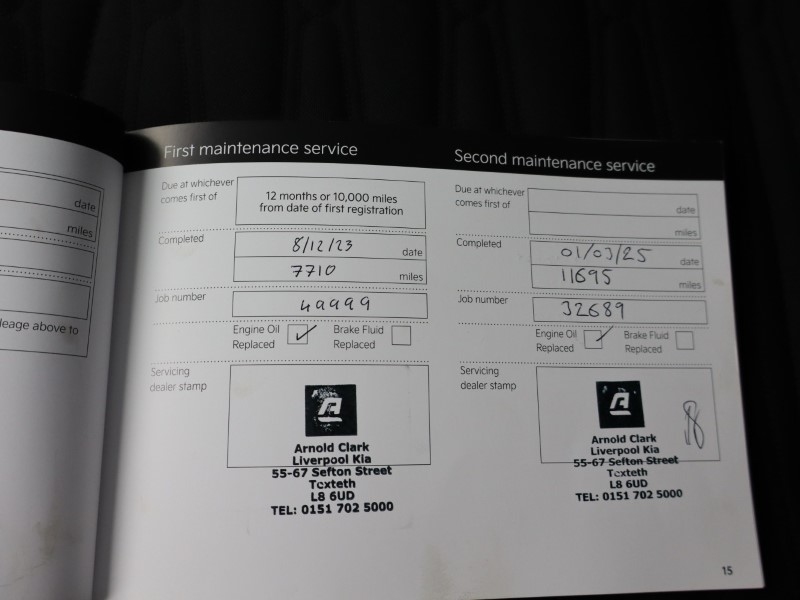 date
miles
leage above to
First maintenance service
Due at whichever
comes first of
12 months or 10,000 miles
from date of first registration
Completed
8/12/23
date
7710
miles
Job number
49999
Engine Oil
Replaced
Brake Fluid
Replaced
Servicing
dealer stamp
A
Arnold Clark
Liverpool Kia
55-67 Sefton Street
Toxteth
L8 6UD
TEL: 0151 702 5000
Second maintenance service
Due at whichever
comes first of
date
miles
Completed
01/03/25
date
11695
miles
Job number
32689
Engine Oil
Replaced
Brake Fluid
Replaced
Servicing
dealer stamp
A
Arnold Clark
Liverpool Kia
55-67 Sefton Street
Toxteth
L8 6UD
TEL: 0151 702 5000
15